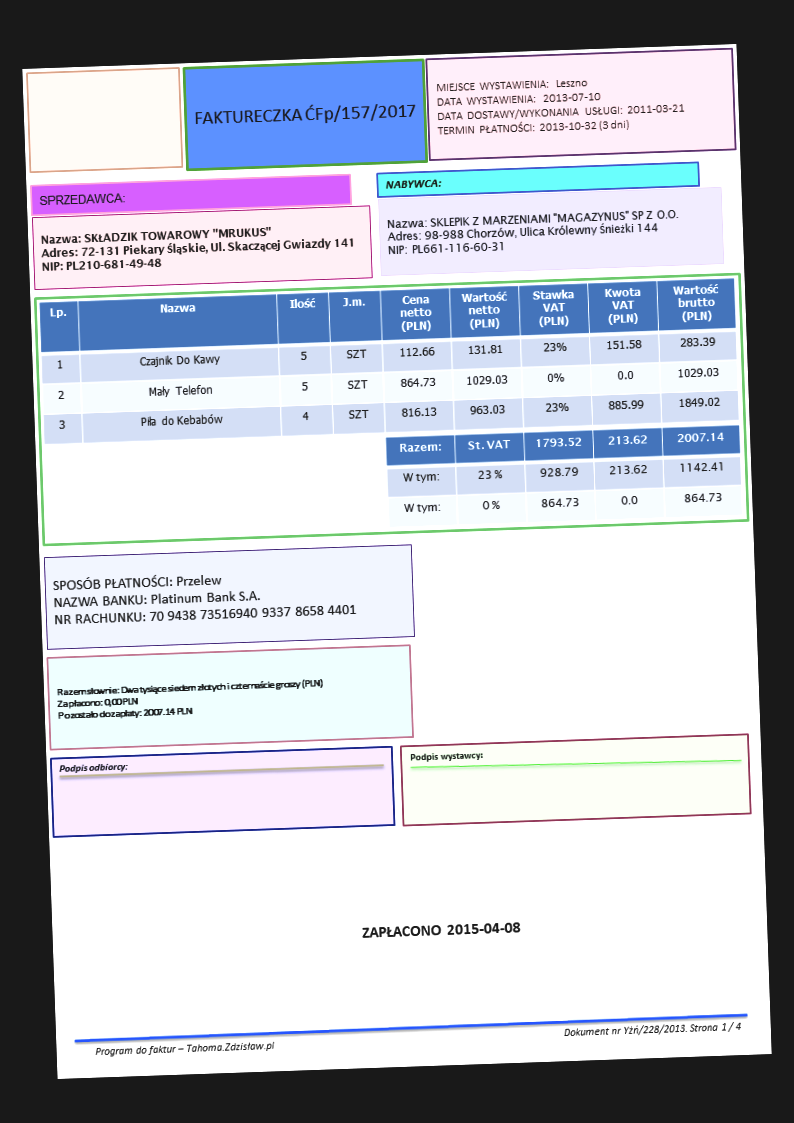 FAKTURECZKA ĆFp/157/2017
MIEJSCE WYSTAWIENIA: Leszno
DATA WYSTAWIENIA: 2013-07-10
DATA DOSTAWY/WYKONANIA USŁUGI: 2011-03-21
TERMIN PŁATNOŚCI: 2013-10-32 (3 dni)
SPRZEDAWCA:
Nazwa: SKŁADZIK TOWAROWY "MRUKUS"
Adres: 72-131 Piekary Śląskie, Ul. Skaczącej Gwiazdy 141
NIP: PL210-681-49-48
NABYWCA:
Nazwa: SKLEPIK Z MARZENIAMI "MAGAZYNUS" SP Z O.O.
Adres: 98-988 Chorzów, Ulica Królewny Śnieżki 144
NIP: PL661-116-60-31
Lp. Nazwa Ilość J.m. Cena netto (PLN) Wartość netto (PLN) Stawka VAT (PLN) Kwota VAT (PLN) Wartość brutto (PLN)
1 Czajnik Do Kawy 5 SZT 112.66 131.81 23% 151.58 283.39
2 Mały Telefon 5 SZT 864.73 1029.03 0% 0.0 1029.03
3 Piła do Kebabów 4 SZT 816.13 963.03 23% 885.99 1849.02
Razem: St. VAT 1793.52 213.62 2007.14
W tym: 23 % 928.79 213.62 1142.41
W tym: 0 % 864.73 0.0 864.73
SPOSÓB PŁATNOŚCI: Przelew
NAZWA BANKU: Platinum Bank S.A.
NR RACHUNKU: 70 9438 73516940 9337 8658 4401
Razem słownie: Dwa tysiące siedem złotych i czternaście groszy (PLN)
Zapłacono: 0,00 PLN
Pozostało do zapłaty: 2007.14 PLN
Podpis odbiorcy:
Podpis wystawcy:
ZAPŁACONO 2015-04-08
Program do faktur – Tahoma.Zdzisław.pl
Dokument nr Yżń/228/2013. Strona 1 / 4